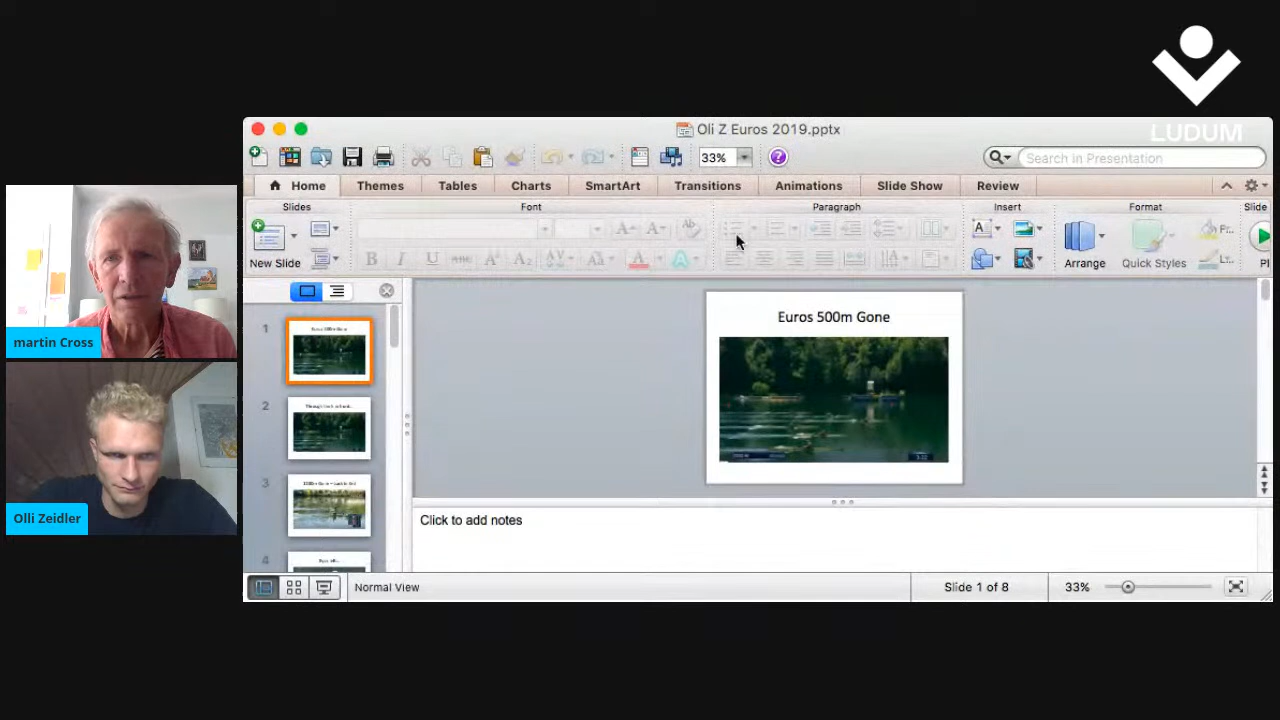 LUDUM
Oli Z Euros 2019.pptx
33%
Search in Presentation
Home
Themes
Tables
Charts
SmartArt
Transitions
Animations
Slide Show
Review
Slides
Font
Paragraph
Insert
Format
Slide
New Slide
Arrange
Quick Styles
martin Cross
Olli Zeidler
1
2
3
4
Euros 500m Gone
Click to add notes
Normal View
Slide 1 of 8
33%